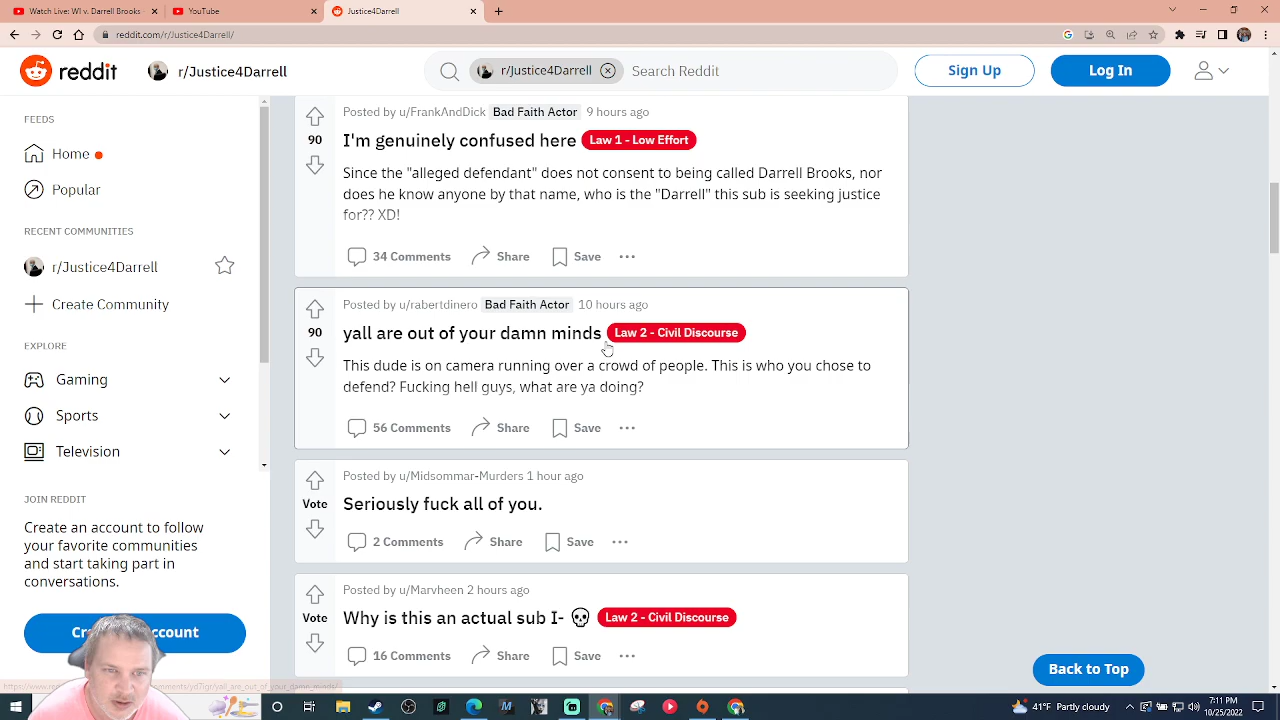 Watch Live: WI v. Darrell Brooks
YouTube
Justice4Darrell
reddit.com/r/Justice4Darrell/
reddit
r/Justice4Darrell
r/Justice4Darrell
Search Reddit
Sign Up
Log In
FEEDS
Home
Popular
RECENT COMMUNITIES
r/Justice4Darrell
Create Community
EXPLORE
Gaming
Sports
Television
JOIN REDDIT
Create an account to follow
your favorite communities
and start taking part in
conversations.
Posted by u/FrankAndDick Bad Faith Actor 9 hours ago
90
I'm genuinely confused here Law 1 - Low Effort
Since the "alleged defendant" does not consent to being called Darrell Brooks, nor
does he know anyone by that name, who is the "Darrell" this sub is seeking justice
for?? XD!
34 Comments Share Save
Posted by u/rabertdinero Bad Faith Actor 10 hours ago
90
yall are out of your damn minds Law 2 - Civil Discourse
This dude is on camera running over a crowd of people. This is who you chose to
defend? Fucking hell guys, what are ya doing?
56 Comments Share Save
Posted by u/Midsommar-Murders 1 hour ago
Vote
Seriously fuck all of you.
2 Comments Share Save
Posted by u/Marvheen 2 hours ago
Vote
Why is this an actual sub I- 💀 Law 2 - Civil Discourse
16 Comments Share Save
Back to Top
41°F Partly cloudy
7:11 PM
10/25/2022